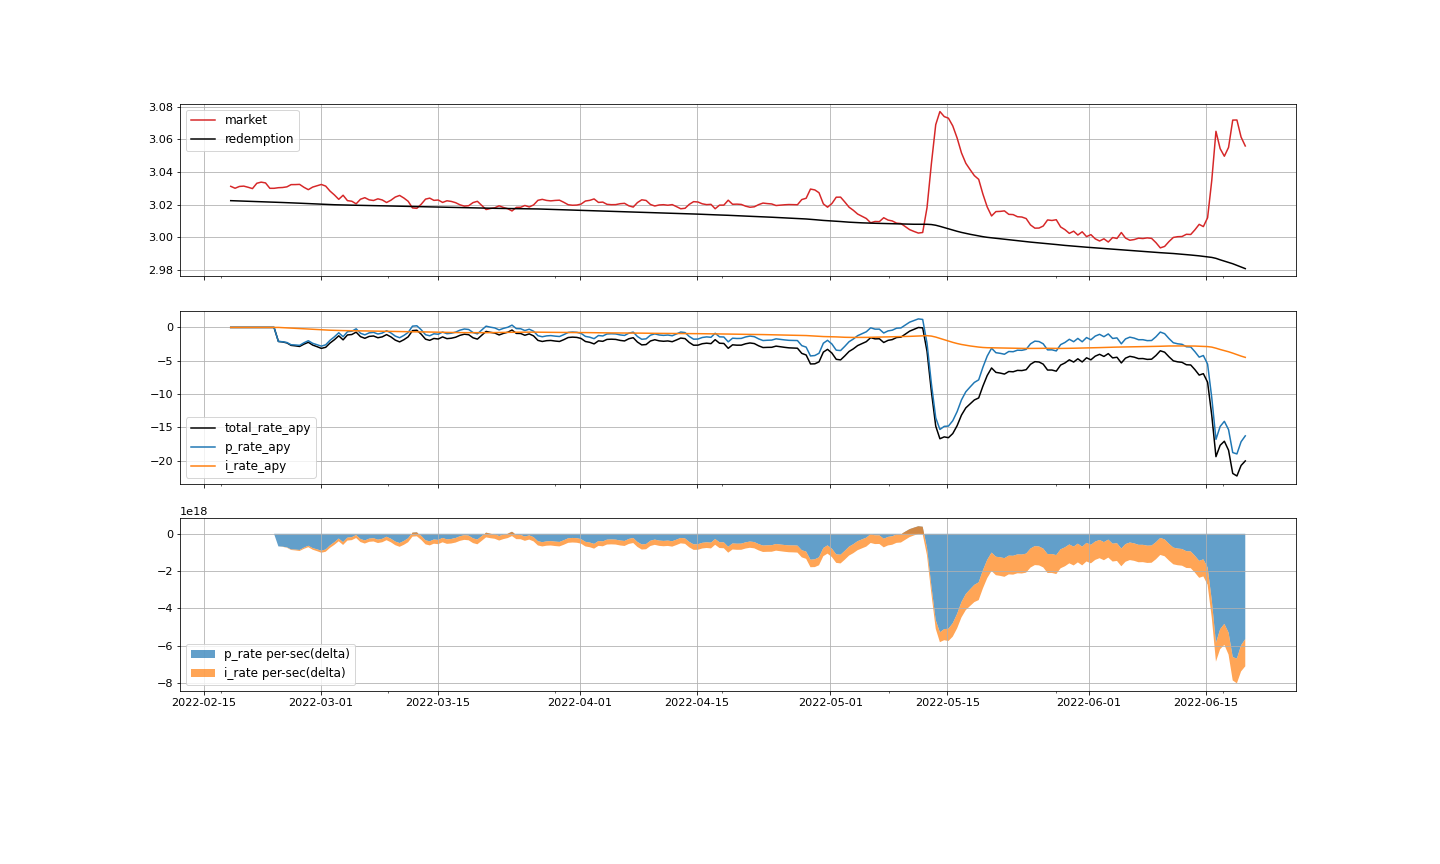 3.08
3.06
3.04
3.02
3.00
2.98
market
redemption
0
−5
−10
−15
−20
total_rate_apy
p_rate_apy
i_rate_apy
1e18
0
−2
−4
−6
−8
p_rate per-sec(delta)
i_rate per-sec(delta)
2022-02-15 2022-03-01 2022-03-15 2022-04-01 2022-04-15 2022-05-01 2022-05-15 2022-06-01 2022-06-15